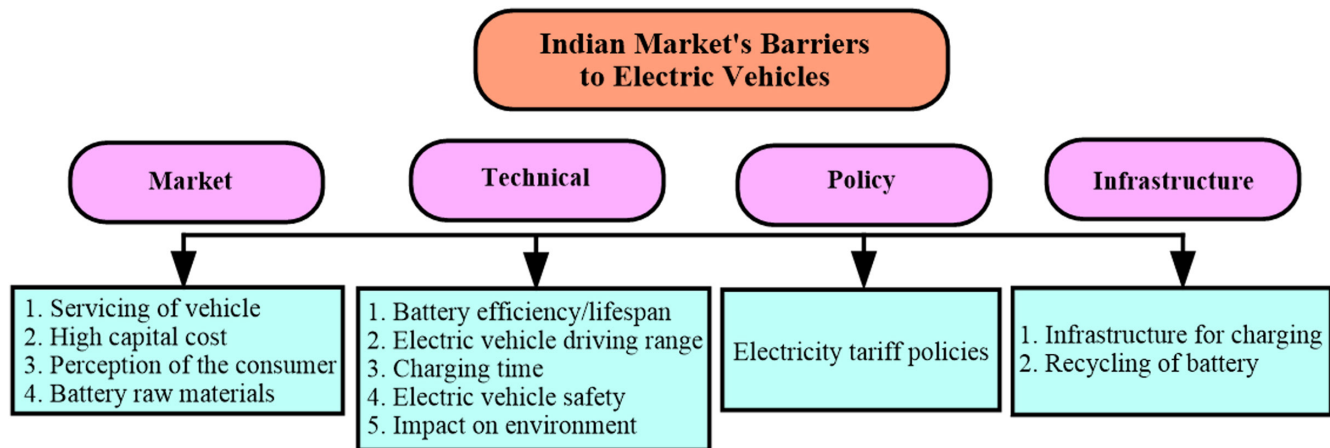 Indian Market's Barriers
to Electric Vehicles
Market
Technical
Policy
Infrastructure
1. Servicing of vehicle
2. High capital cost
3. Perception of the consumer
4. Battery raw materials
1. Battery efficiency/lifespan
2. Electric vehicle driving range
3. Charging time
4. Electric vehicle safety
5. Impact on environment
Electricity tariff policies
1. Infrastructure for charging
2. Recycling of battery